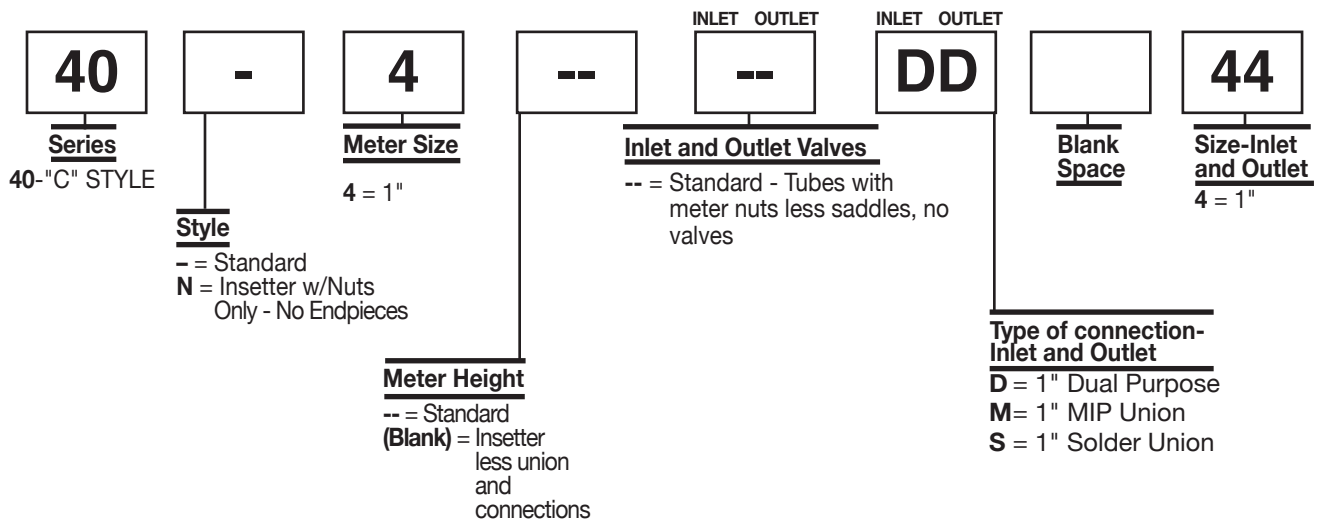 INLET OUTLET INLET OUTLET
40 - 4 -- -- DD 44
Series
40-"C" STYLE
Style
– = Standard
N = Insetter w/Nuts
Only - No Endpieces
Meter Size
4 = 1"
Meter Height
-- = Standard
(Blank) = Insetter
less union
and
connections
Inlet and Outlet Valves
-- = Standard - Tubes with
meter nuts less saddles, no
valves
Type of connection-
Inlet and Outlet
D = 1" Dual Purpose
M= 1" MIP Union
S = 1" Solder Union
Blank
Space
Size-Inlet
and Outlet
4 = 1"